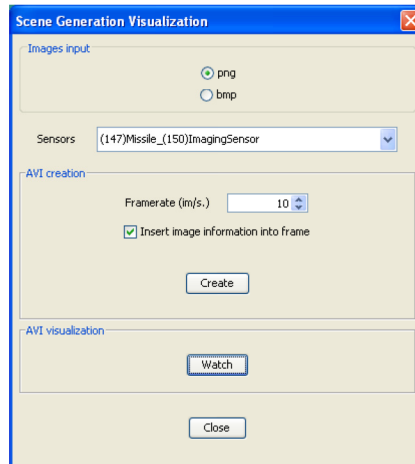 Scene Generation Visualization
Images input
png
bmp
Sensors (147)Missile_(150)ImagingSensor
AVI creation
Framerate (im/s.) 10
Insert image information into frame
Create
AVI visualization
Watch
Close